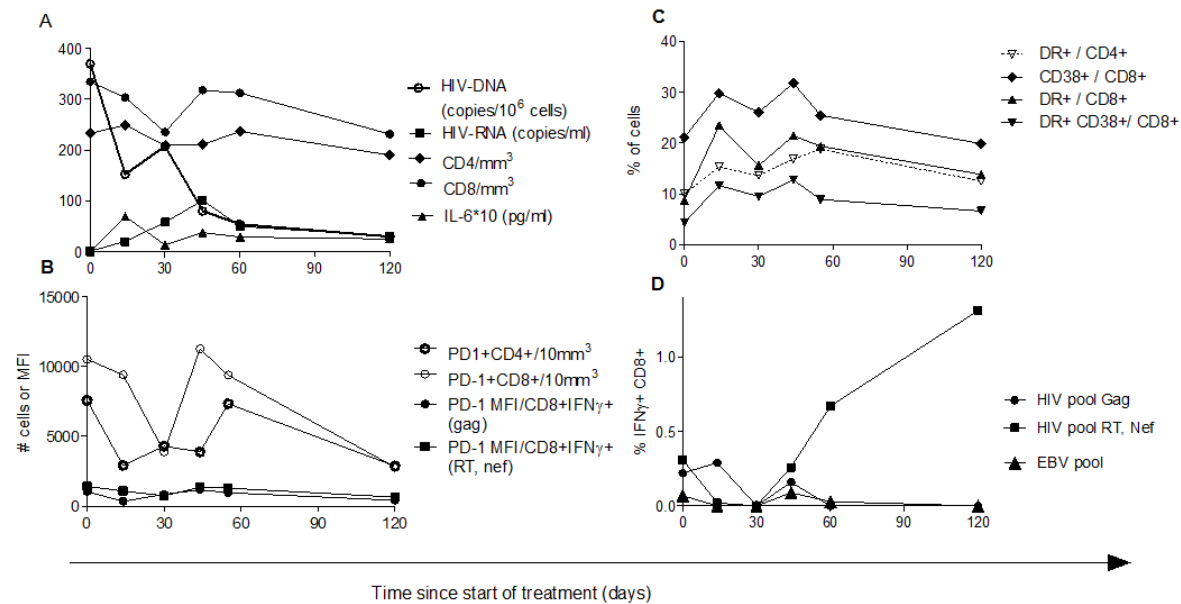 A
400
300
200
100
0
0 30 60 90 120
HIV-DNA
(copies/10⁶ cells)
HIV-RNA (copies/ml)
CD4/mm³
CD8/mm³
IL-6*10 (pg/ml)
B
# cells or MFI
15000
10000
5000
0
0 30 60 90 120
PD1+CD4+/10mm³
PD-1+CD8+/10mm³
PD-1 MFI/CD8+IFNγ+
(gag)
PD-1 MFI/CD8+IFNγ+
(RT, nef)
C
% of cells
40
30
20
10
0
0 30 60 90 120
DR+ / CD4+
CD38+ / CD8+
DR+ / CD8+
DR+ CD38+/ CD8+
D
% IFNγ+ CD8+
1.0
0.5
0.0
0 30 60 90 120
HIV pool Gag
HIV pool RT, Nef
EBV pool
Time since start of treatment (days)